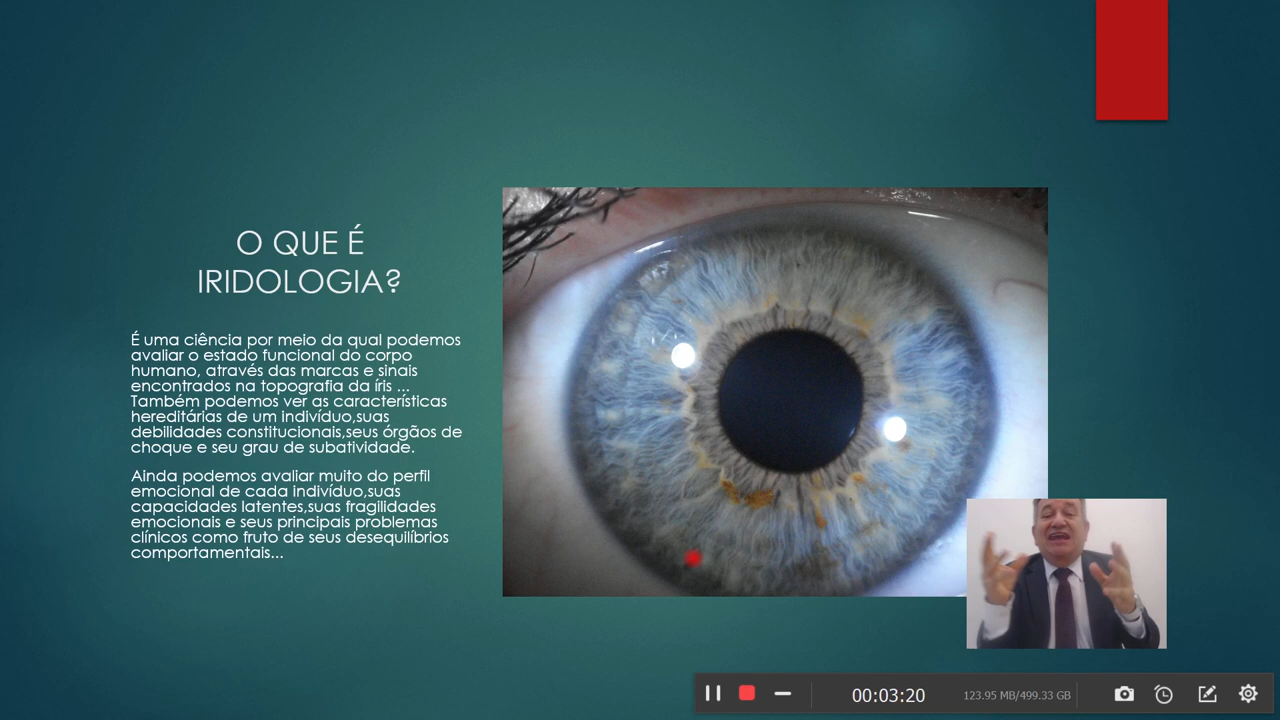 O QUE É
IRIDOLOGIA?
É uma ciência por meio da qual podemos
avaliar o estado funcional do corpo
humano, através das marcas e sinais
encontrados na topografia da íris ...
Também podemos ver as características
hereditárias de um indivíduo,suas
debilidades constitucionais,seus órgãos de
choque e seu grau de subatividade.
Ainda podemos avaliar muito do perfil
emocional de cada indivíduo,suas
capacidades latentes,suas fragilidades
emocionais e seus principais problemas
clínicos como fruto de seus desequilíbrios
comportamentais...
00:03:20
123.95 MB/499.33 GB